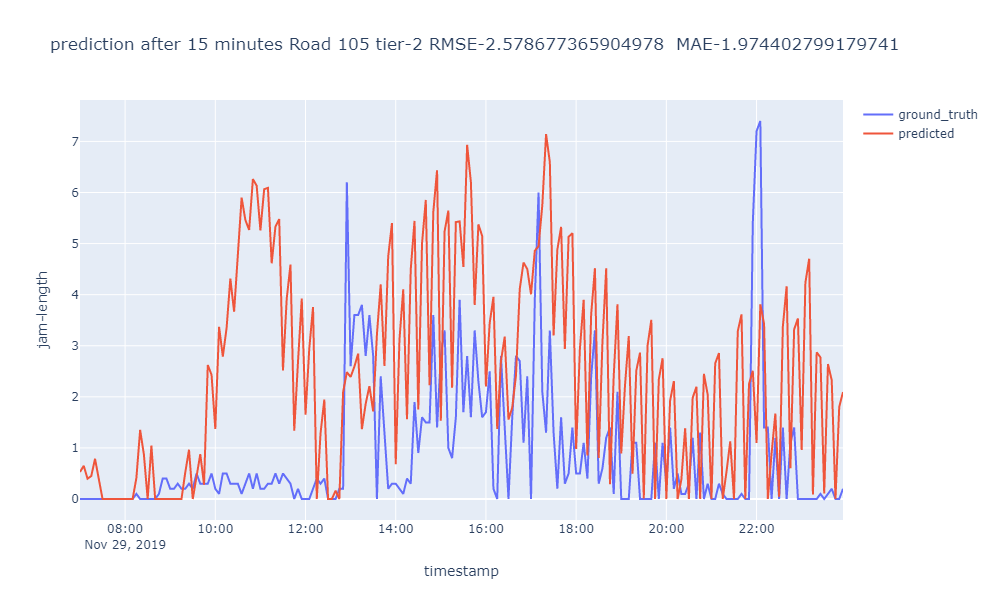 prediction after 15 minutes Road 105 tier-2 RMSE-2.578677365904978 MAE-1.974402799179741
ground_truth
predicted
jam-length
7
6
5
4
3
2
1
0
08:00 10:00 12:00 14:00 16:00 18:00 20:00 22:00
Nov 29, 2019
timestamp